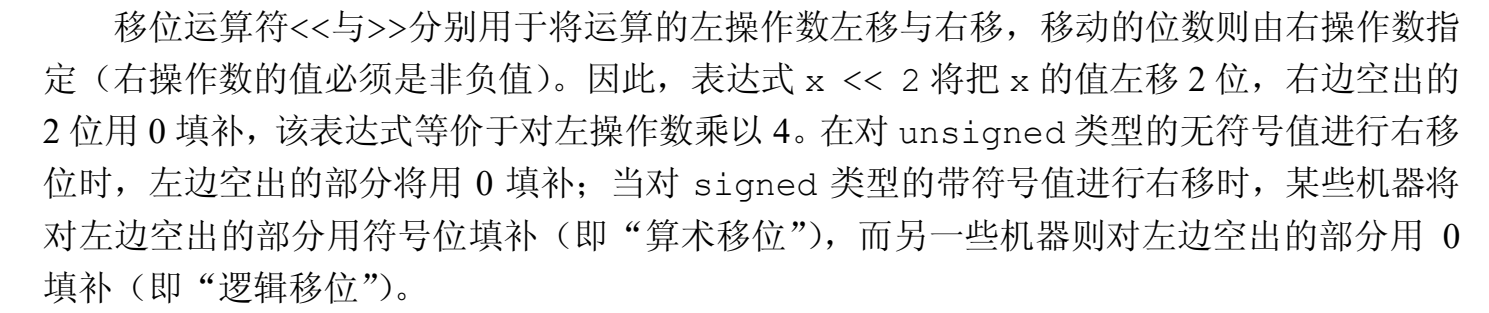 移位运算符<<与>>分别用于将运算的左操作数左移与右移，移动的位数则由右操作数指
定（右操作数的值必须是非负值）。因此，表达式 x << 2 将把 x 的值左移 2 位，右边空出的
2 位用 0 填补，该表达式等价于对左操作数乘以 4。在对 unsigned 类型的无符号值进行右移
位时，左边空出的部分将用 0 填补；当对 signed 类型的带符号值进行右移时，某些机器将
对左边空出的部分用符号位填补（即“算术移位”），而另一些机器则对左边空出的部分用 0
填补（即“逻辑移位”）。